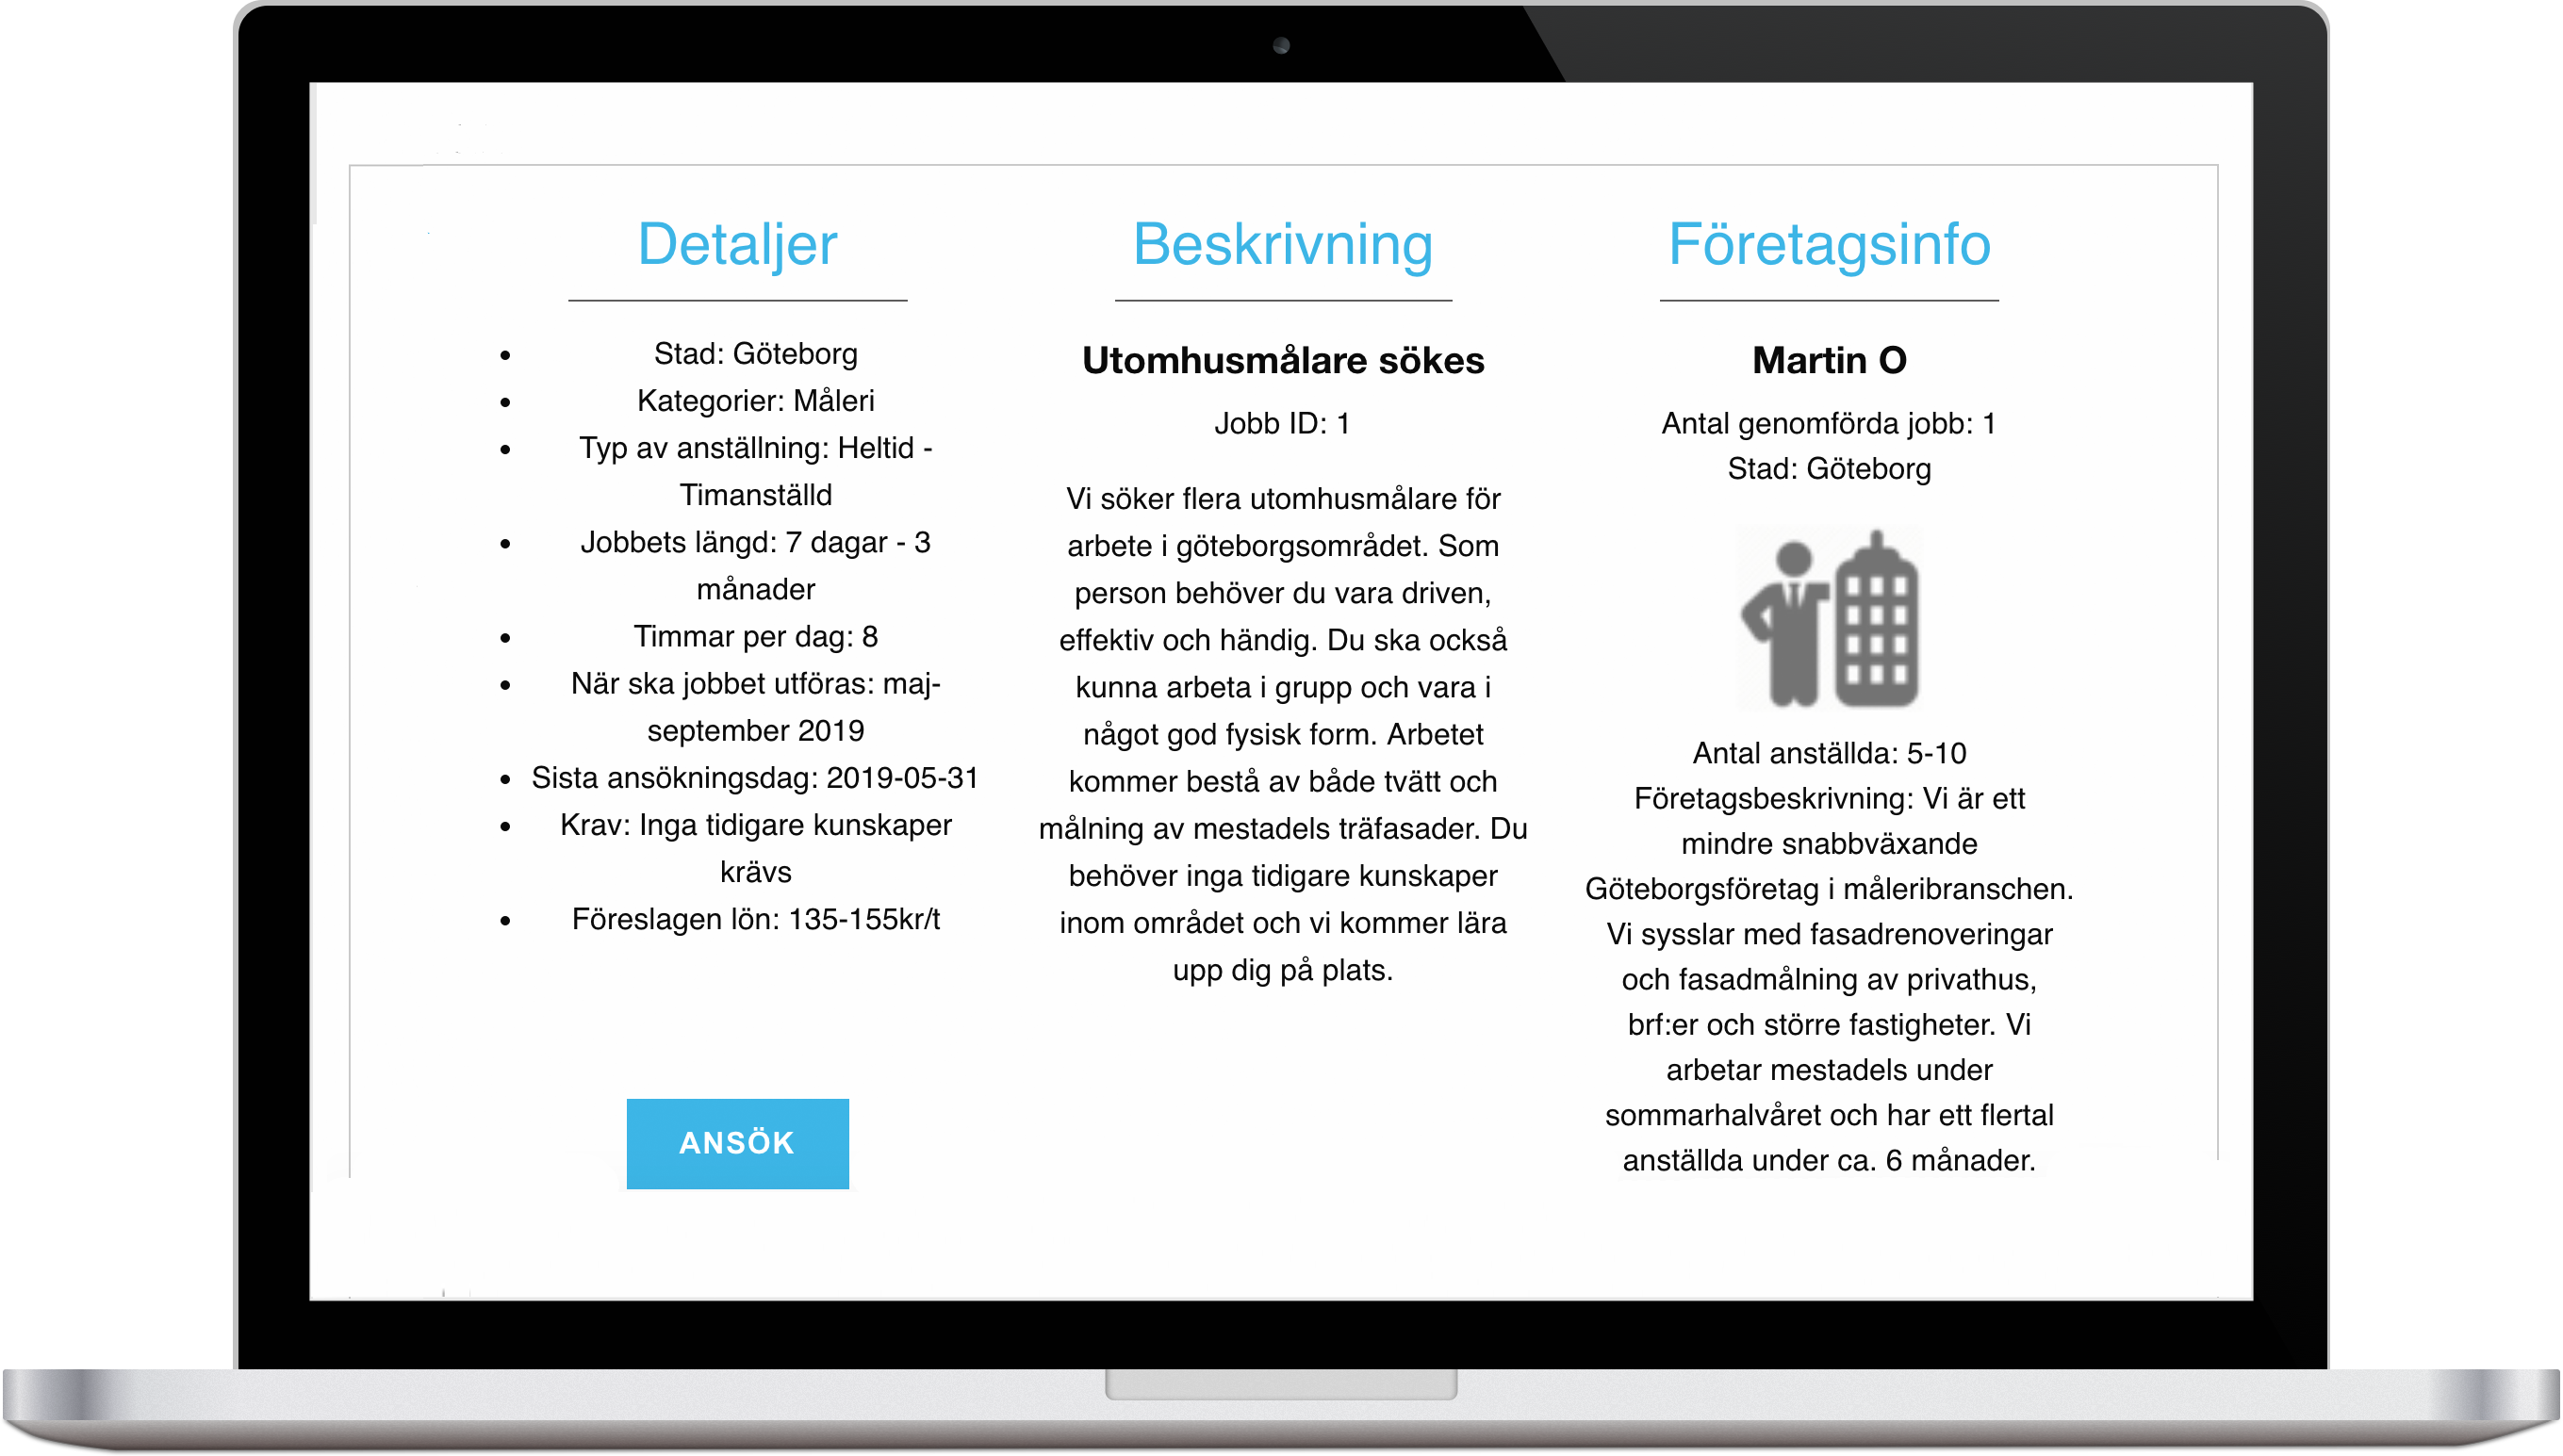 Detaljer
Stad: Göteborg
Kategorier: Måleri
Typ av anställning: Heltid -
Timanställd
Jobbets längd: 7 dagar - 3
månader
Timmar per dag: 8
När ska jobbet utföras: maj-
september 2019
Sista ansökningsdag: 2019-05-31
Krav: Inga tidigare kunskaper
krävs
Föreslagen lön: 135-155kr/t
ANSÖK
Beskrivning
Utomhusmålare sökes
Jobb ID: 1
Vi söker flera utomhusmålare för
arbete i göteborgsområdet. Som
person behöver du vara driven,
effektiv och händig. Du ska också
kunna arbeta i grupp och vara i
något god fysisk form. Arbetet
kommer bestå av både tvätt och
målning av mestadels träfasader. Du
behöver inga tidigare kunskaper
inom området och vi kommer lära
upp dig på plats.
Företagsinfo
Martin O
Antal genomförda jobb: 1
Stad: Göteborg
Antal anställda: 5-10
Företagsbeskrivning: Vi är ett
mindre snabbväxande
Göteborgsföretag i måleribranschen.
Vi sysslar med fasadrenoveringar
och fasadmålning av privathus,
brf:er och större fastigheter. Vi
arbetar mestadels under
sommarhalvåret och har ett flertal
anställda under ca. 6 månader.